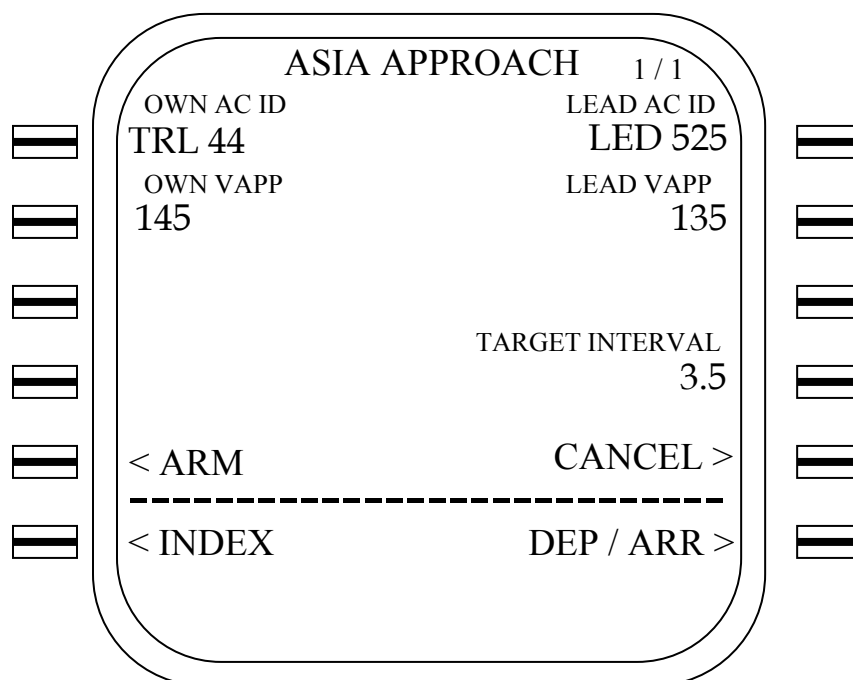 ASIA APPROACH 1 / 1
OWN AC ID LEAD AC ID
TRL 44 LED 525
OWN VAPP LEAD VAPP
145 135
TARGET INTERVAL
3.5
< ARM CANCEL >
< INDEX DEP / ARR >